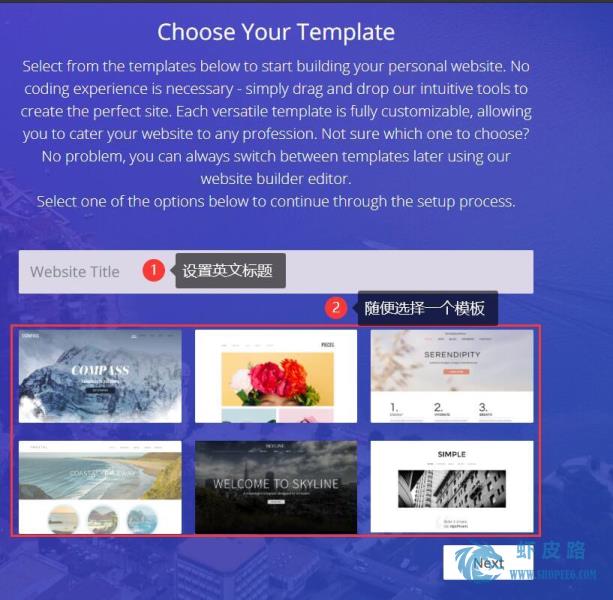 Choose Your Template
Select from the templates below to start building your personal website. No
coding experience is necessary - simply drag and drop our intuitive tools to
create the perfect site. Each versatile template is fully customizable, allowing
you to cater your website to any profession. Not sure which one to choose?
No problem, you can always switch between templates later using our
website builder editor.
Select one of the options below to continue through the setup process.
Website Title
1 设置英文标题
2 随便选择一个模板
COMPASS
COMPASS
PIECES
SERENDIPITY
1. 2. 3.
COASTAL GETAWAY
SKYLINE
WELCOME TO SKYLINE
SIMPLE
Next
虾皮路
WWW.SHOPEE6.COM